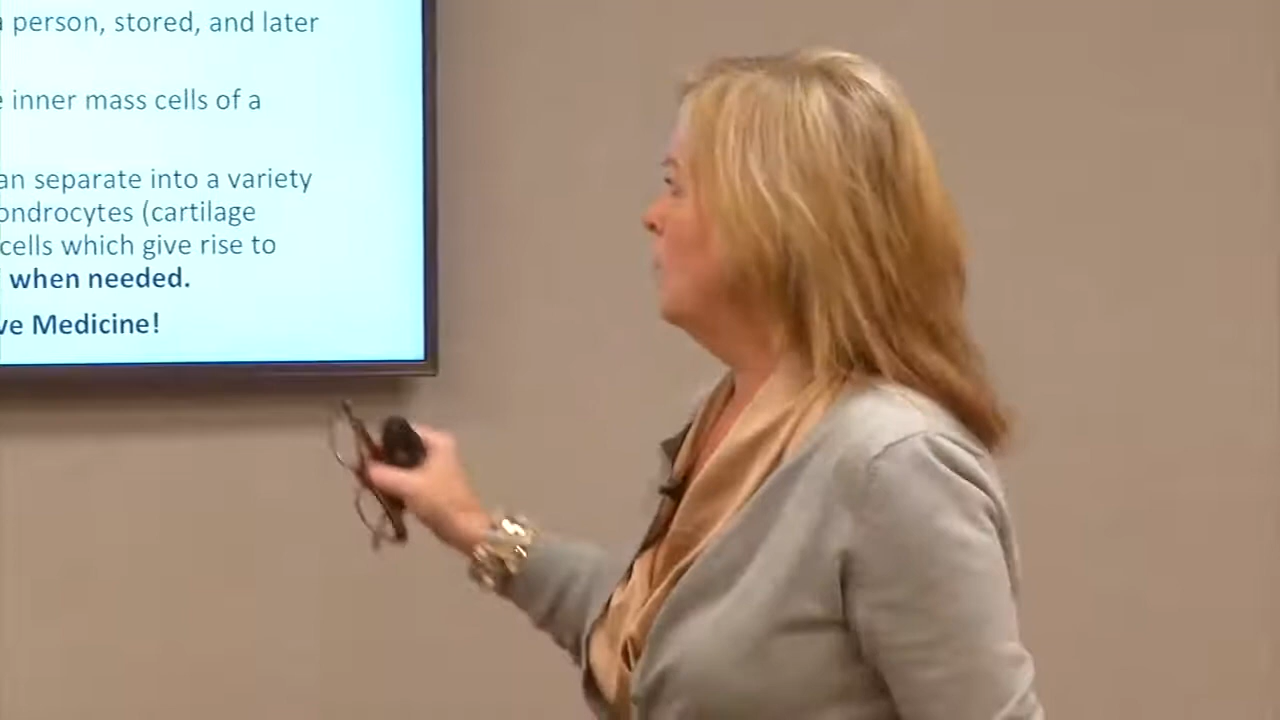 a person, stored, and later
inner mass cells of a
an separate into a variety
ondrocytes (cartilage
cells which give rise to
when needed.
ve Medicine!